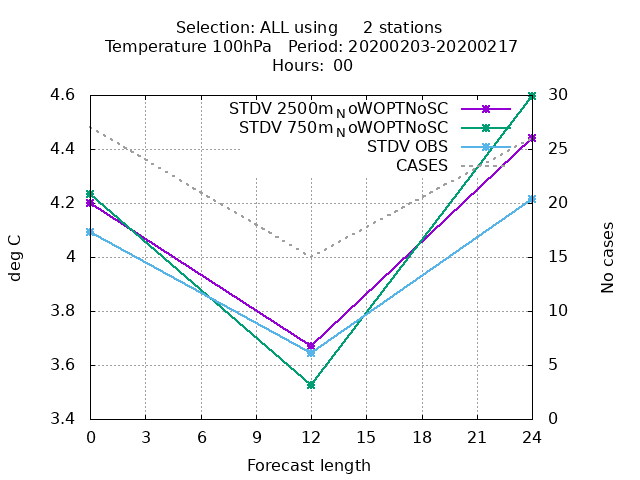 Selection: ALL using     2 stations
Temperature 100hPa   Period: 20200203-20200217
Hours:  00
4.6
4.4
4.2
4
3.8
3.6
3.4
deg C
STDV 2500m_NoWOPTNoSC
STDV 750m_NoWOPTNoSC
STDV OBS
CASES
30
25
20
15
10
5
0
No cases
0 3 6 9 12 15 18 21 24
Forecast length